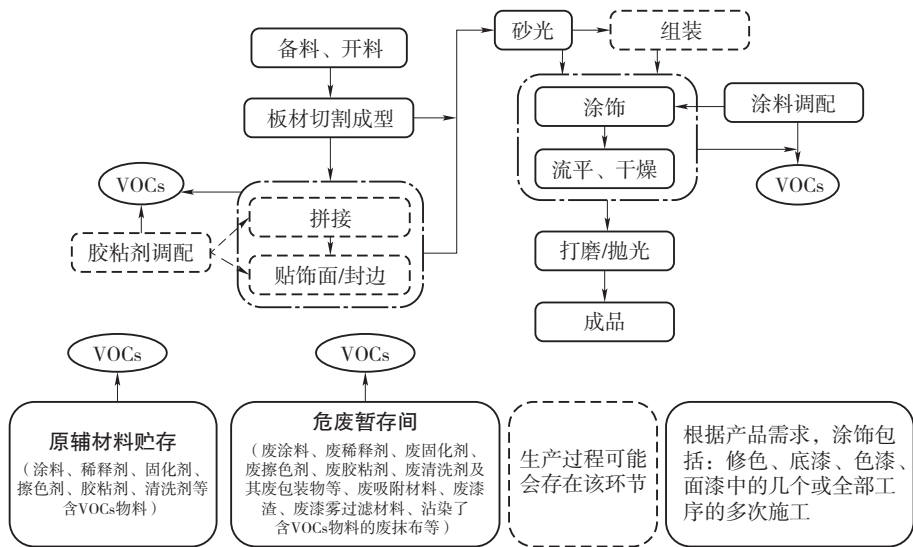 备料、开料
砂光
组装
板材切割成型
涂饰
涂料调配
VOCs
流平、干燥
VOCs
拼接
胶粘剂调配
打磨/抛光
贴饰面/封边
成品
VOCs
VOCs
原辅材料贮存
（涂料、稀释剂、固化剂、
擦色剂、胶粘剂、清洗剂等
含VOCs物料）
危废暂存间
（废涂料、废稀释剂、废固化剂、
废擦色剂、废胶粘剂、废清洗剂及
其废包装物等、废吸附材料、废漆
渣、废漆雾过滤材料、沾染了
含VOCs物料的废抹布等）
生产过程可能
会存在该环节
根据产品需求，涂饰包
括：修色、底漆、色漆、
面漆中的几个或全部工
序的多次施工